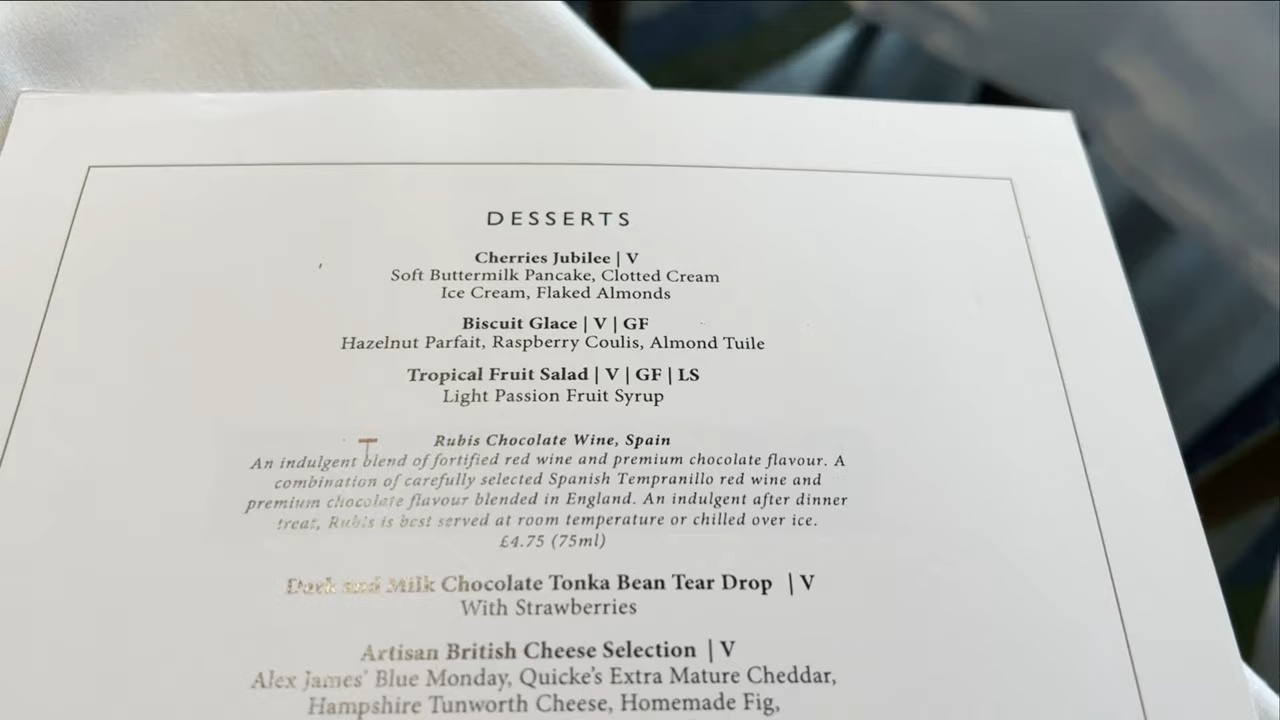 DESSERTS
Cherries Jubilee | V
Soft Buttermilk Pancake, Clotted Cream
Ice Cream, Flaked Almonds
Biscuit Glace | V | GF
Hazelnut Parfait, Raspberry Coulis, Almond Tuile
Tropical Fruit Salad | V | GF | LS
Light Passion Fruit Syrup
Rubis Chocolate Wine, Spain
An indulgent blend of fortified red wine and premium chocolate flavour. A
combination of carefully selected Spanish Tempranillo red wine and
premium chocolate flavour blended in England. An indulgent after dinner
treat, Rubis is best served at room temperature or chilled over ice.
£4.75 (75ml)
Dark and Milk Chocolate Tonka Bean Tear Drop | V
With Strawberries
Artisan British Cheese Selection | V
Alex James' Blue Monday, Quicke's Extra Mature Cheddar,
Hampshire Tunworth Cheese, Homemade Fig,